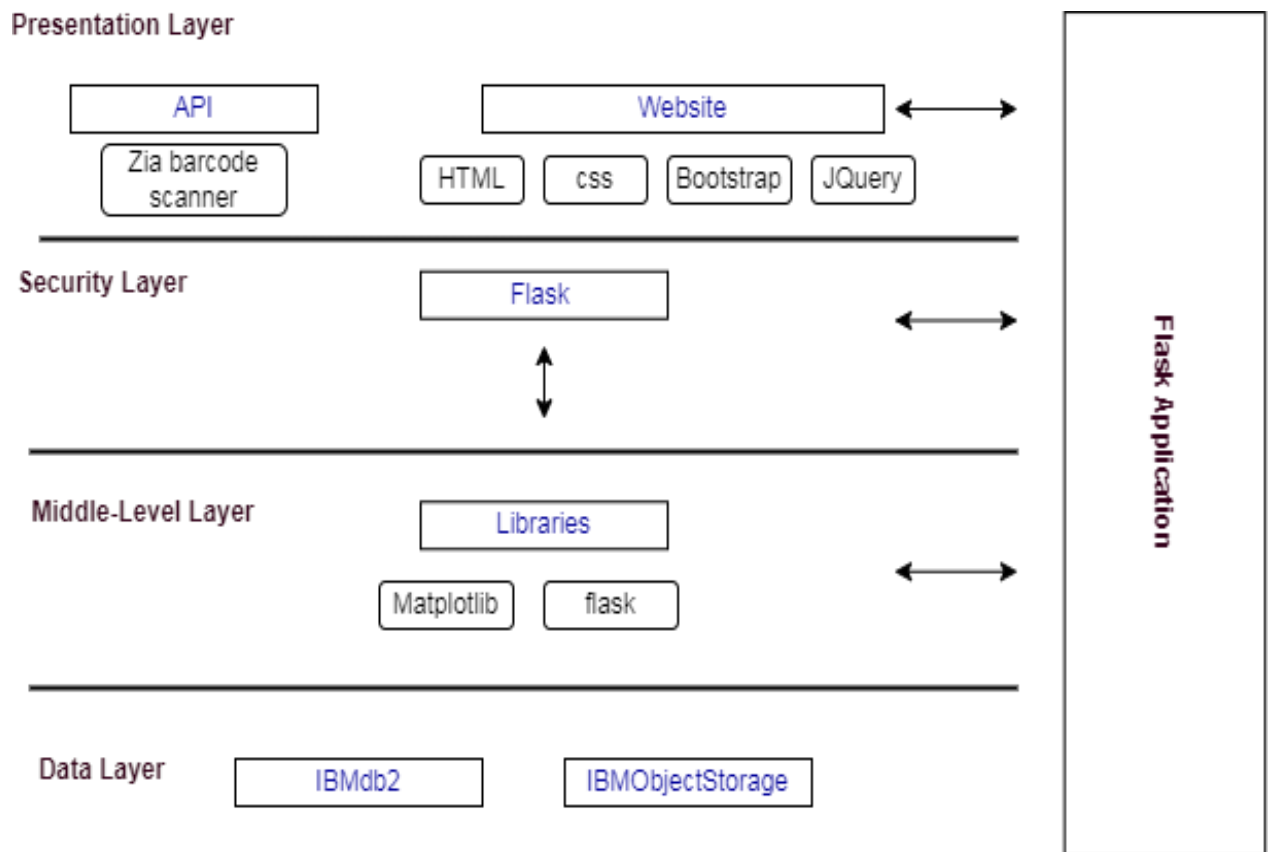 Presentation Layer
API
Website
Zia barcode
scanner
HTML
css
Bootstrap
JQuery
Security Layer
Flask
Middle-Level Layer
Libraries
Matplotlib
flask
Data Layer
IBMdb2
IBMObjectStorage
Flask Application